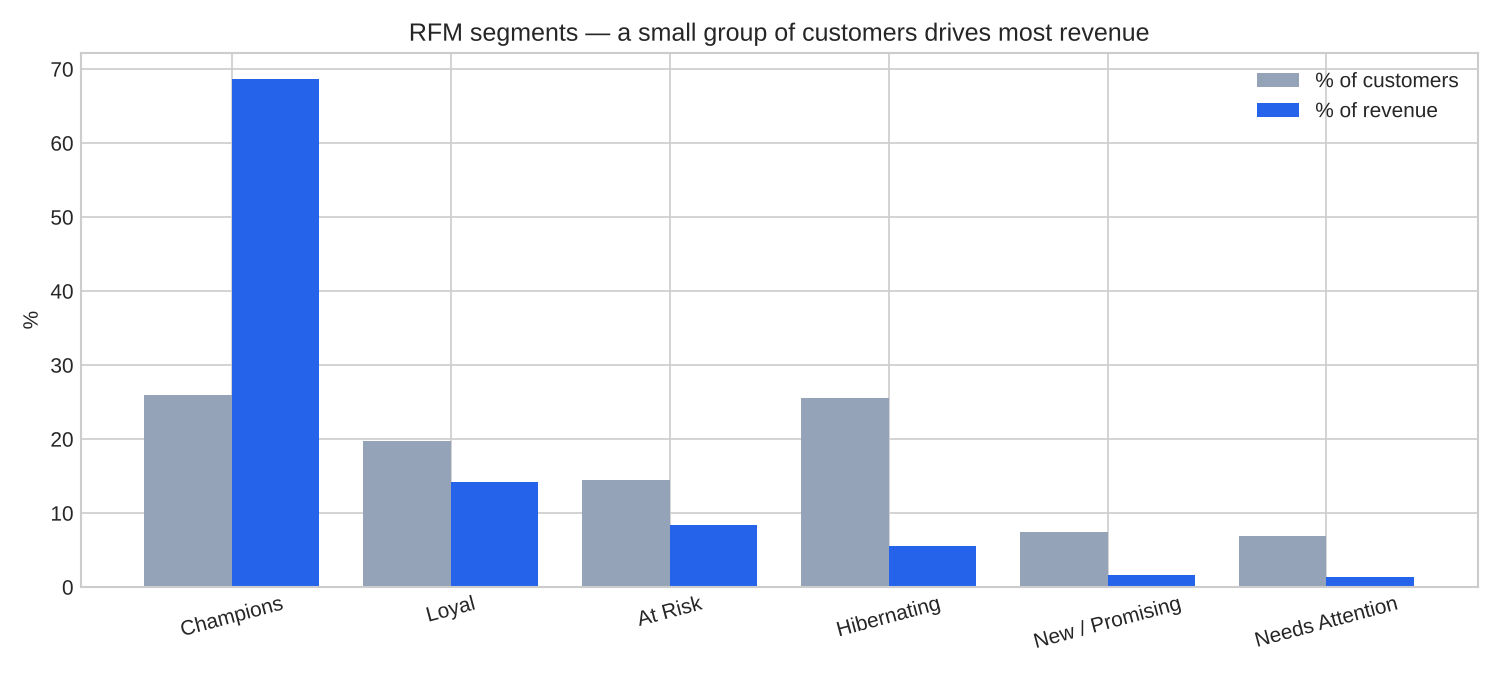 RFM segments — a small group of customers drives most revenue
% of customers
% of revenue
%
70
60
50
40
30
20
10
0
Champions
Loyal
At Risk
Hibernating
New / Promising
Needs Attention